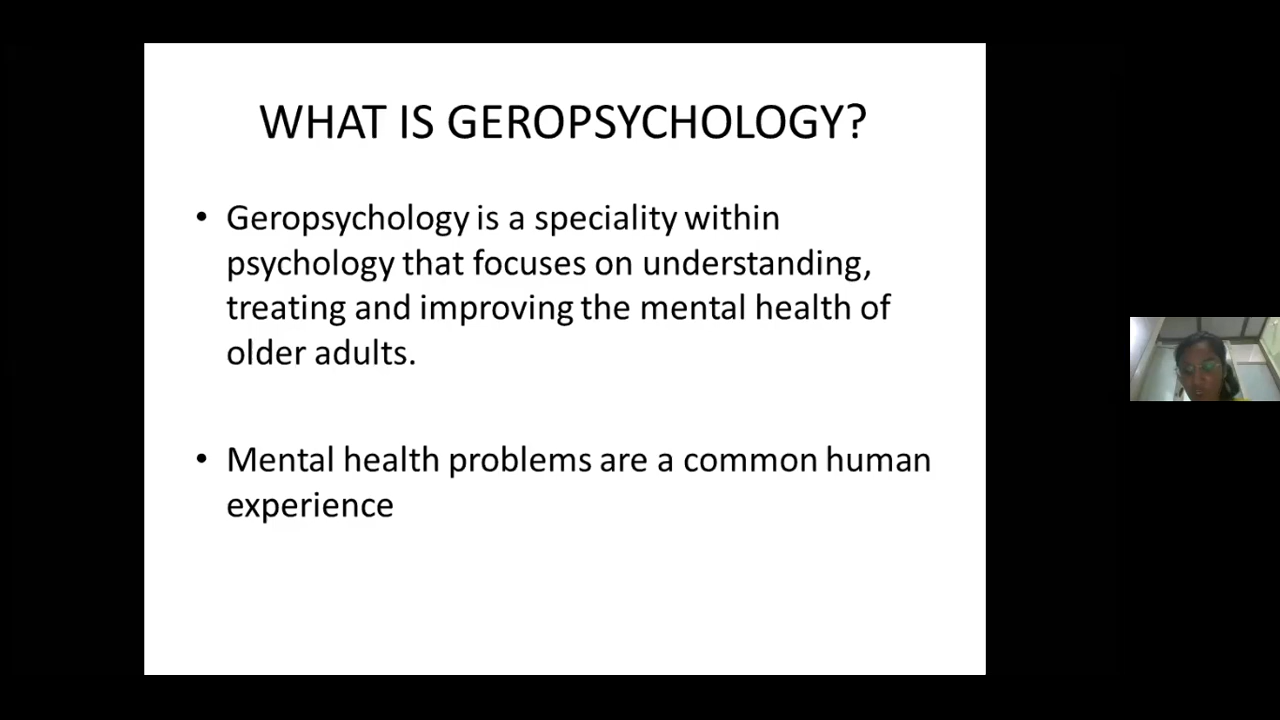 WHAT IS GEROPSYCHOLOGY?
• Geropsychology is a speciality within
psychology that focuses on understanding,
treating and improving the mental health of
older adults.
• Mental health problems are a common human
experience